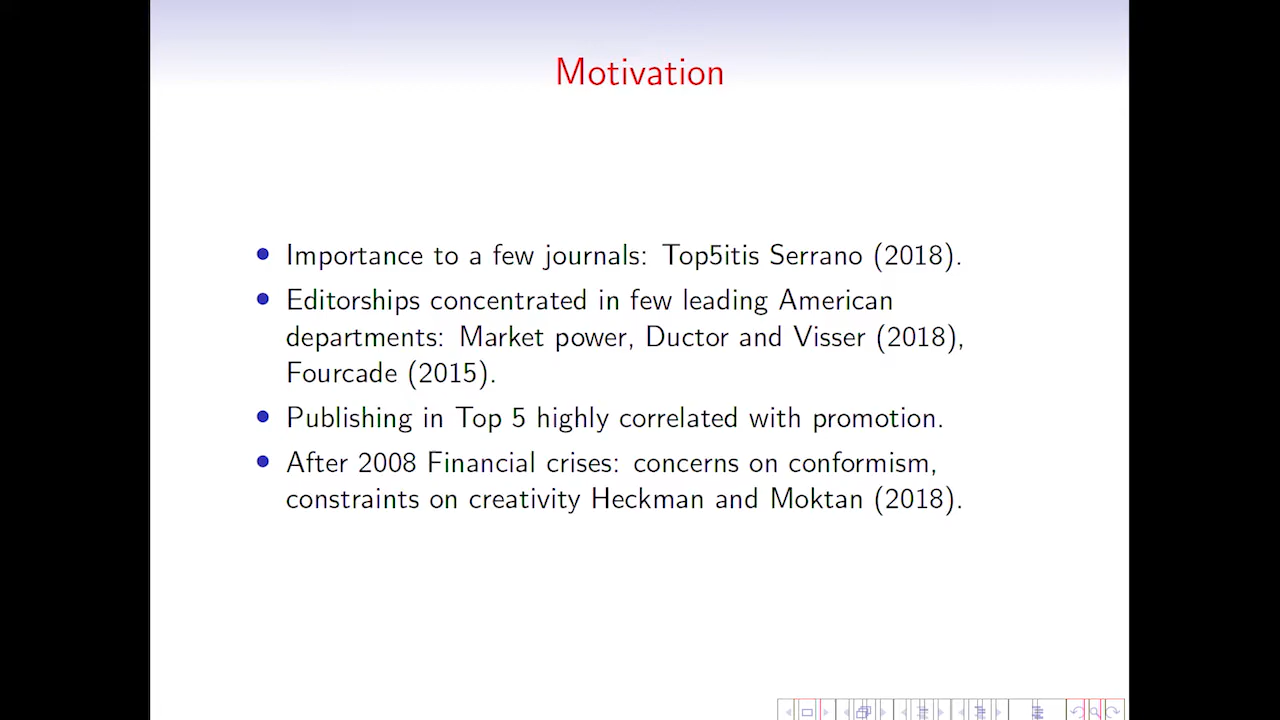 Motivation
• Importance to a few journals: Top5itis Serrano (2018).
• Editorships concentrated in few leading American
departments: Market power, Ductor and Visser (2018),
Fourcade (2015).
• Publishing in Top 5 highly correlated with promotion.
• After 2008 Financial crises: concerns on conformism,
constraints on creativity Heckman and Moktan (2018).